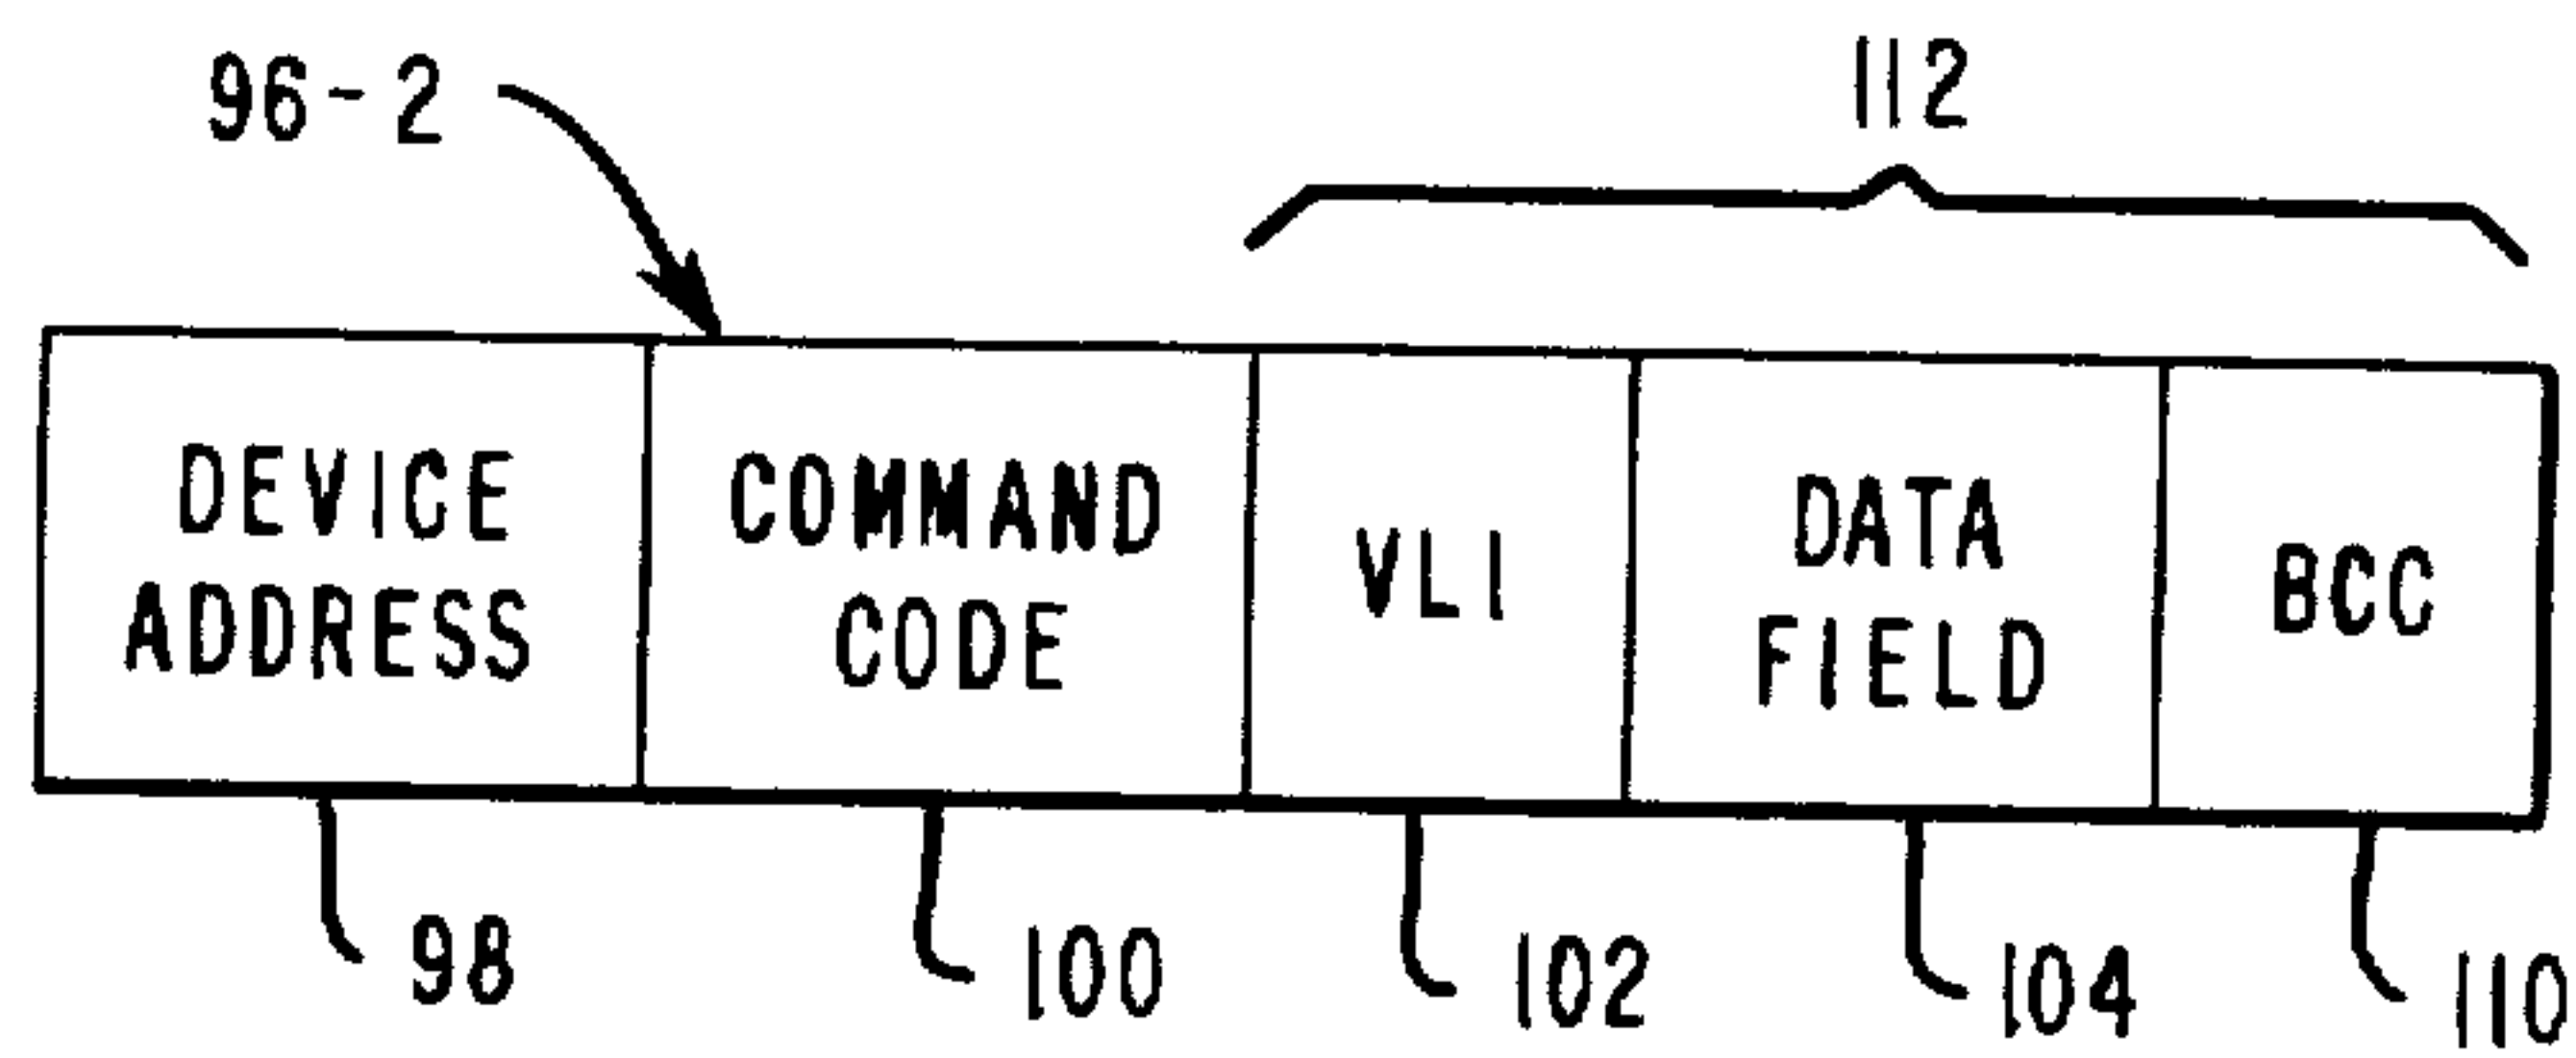 96-2
112
DEVICE
ADDRESS
COMMAND
CODE
VLI
DATA
FIELD
BCC
98
100
102
104
110